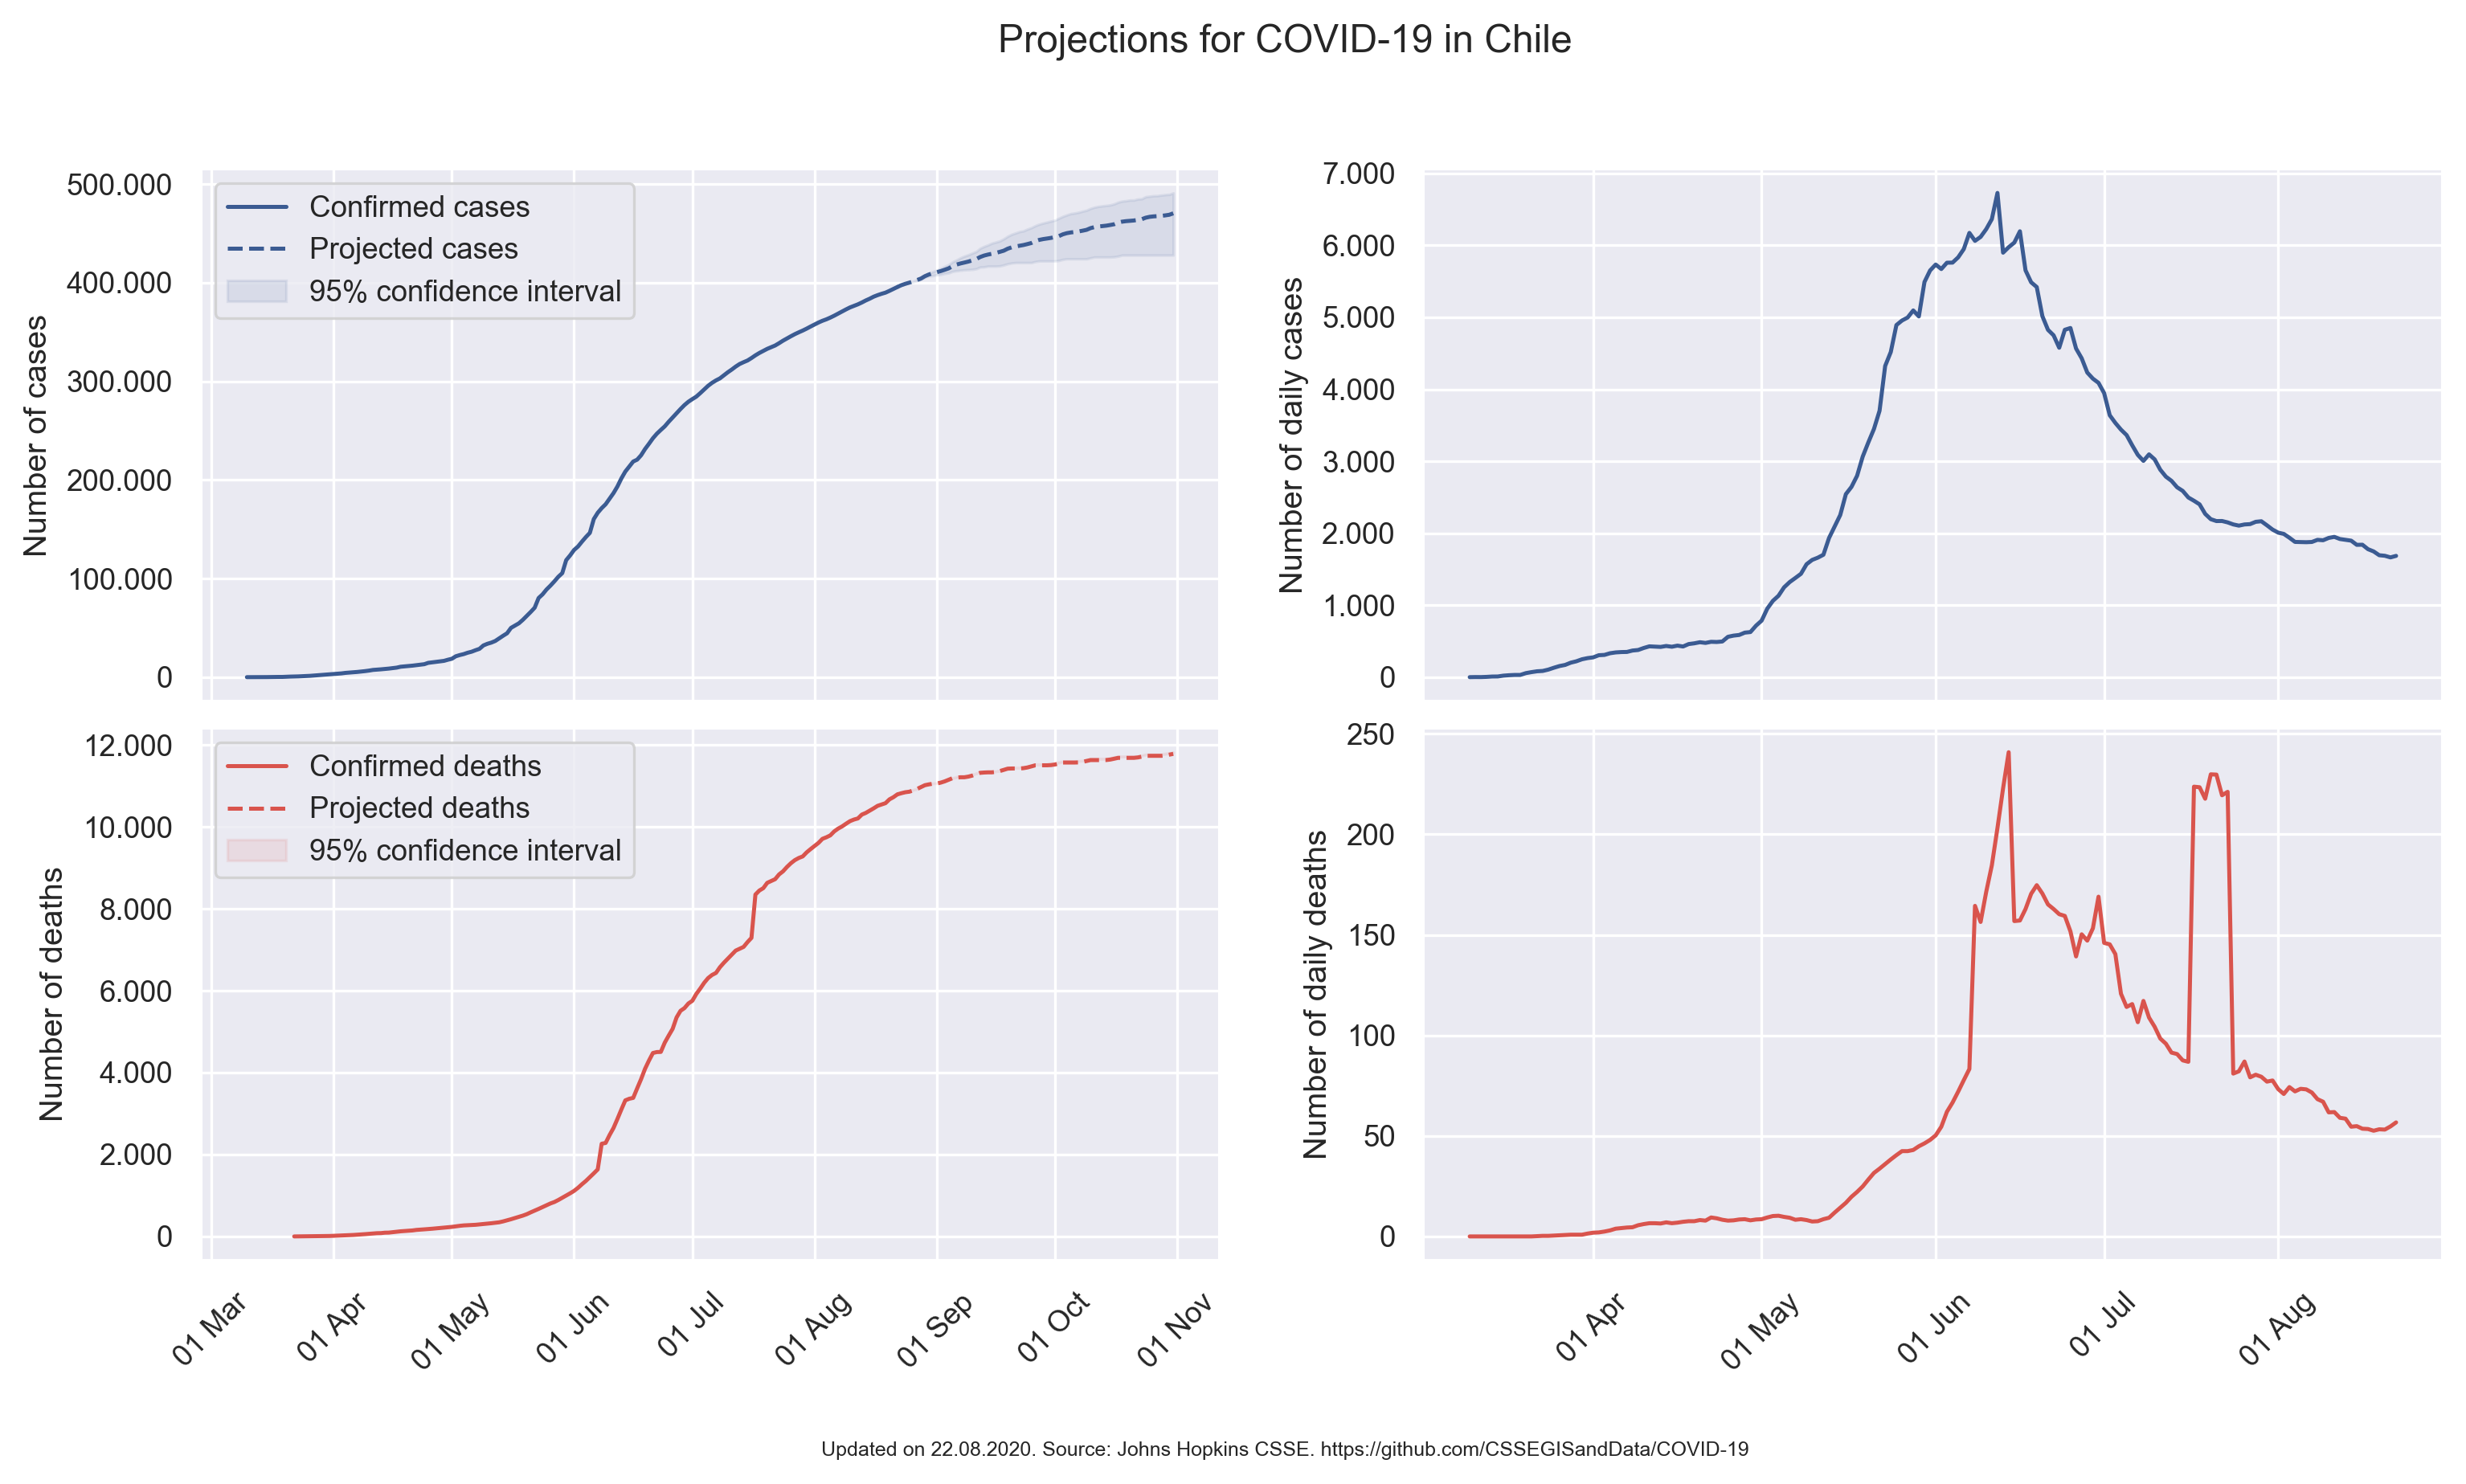 Projections for COVID-19 in Chile
500.000
400.000
300.000
200.000
100.000
0
Number of cases
Confirmed cases
Projected cases
95% confidence interval
7.000
6.000
5.000
4.000
3.000
2.000
1.000
0
Number of daily cases
12.000
10.000
8.000
6.000
4.000
2.000
0
Number of deaths
Confirmed deaths
Projected deaths
95% confidence interval
01 Mar
01 Apr
01 May
01 Jun
01 Jul
01 Aug
01 Sep
01 Oct
01 Nov
250
200
150
100
50
0
Number of daily deaths
01 Apr
01 May
01 Jun
01 Jul
01 Aug
Updated on 22.08.2020. Source: Johns Hopkins CSSE. https://github.com/CSSEGISandData/COVID-19